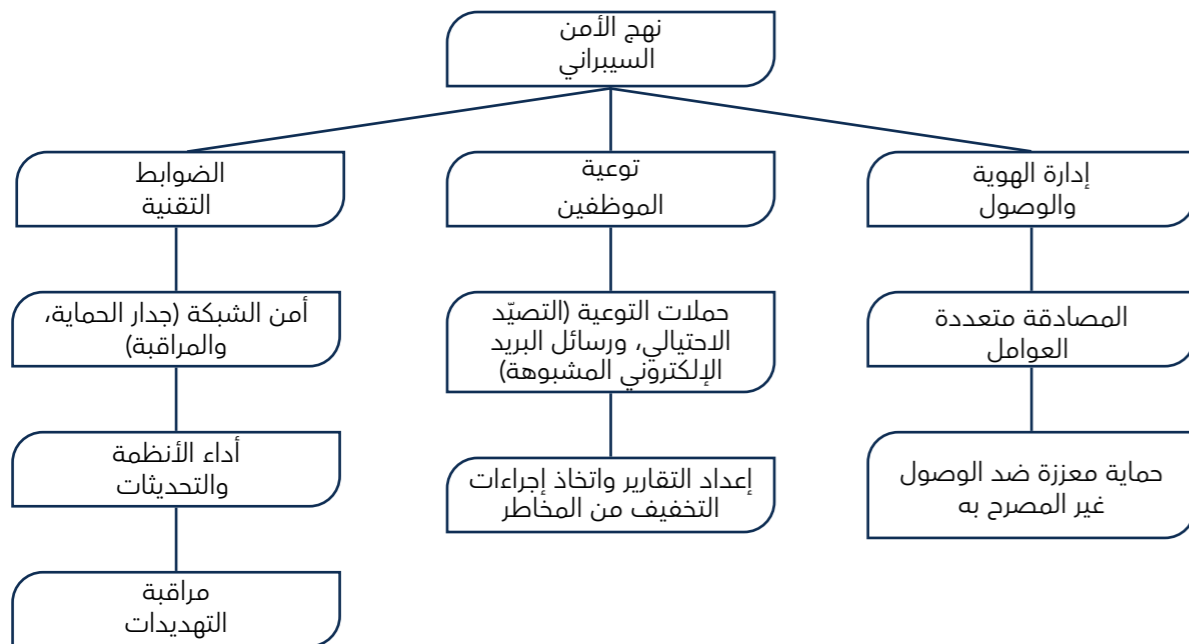 نهج الأمن
السيبراني
إدارة الهوية
والوصول
توعية
الموظفين
الضوابط
التقنية
المصادقة متعددة
العوامل
حملات التوعية (التصيّد
الاحتيالي، ورسائل البريد
الإلكتروني المشبوهة)
أمن الشبكة (جدار الحماية،
والمراقبة)
حماية معززة ضد الوصول
غير المصرح به
إعداد التقارير واتخاذ إجراءات
التخفيف من المخاطر
أداء الأنظمة
والتحديثات
مراقبة
التهديدات